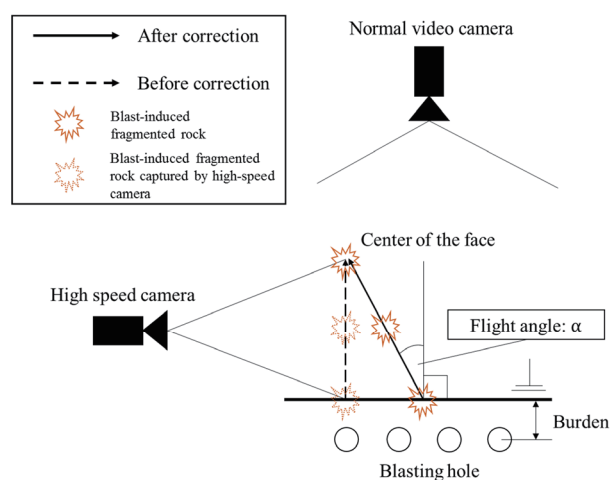 After correction
Before correction
Blast-induced
fragmented rock
Blast-induced fragmented
rock captured by high-speed
camera
Normal video camera
Center of the face
High speed camera
Flight angle: α
Burden
Blasting hole